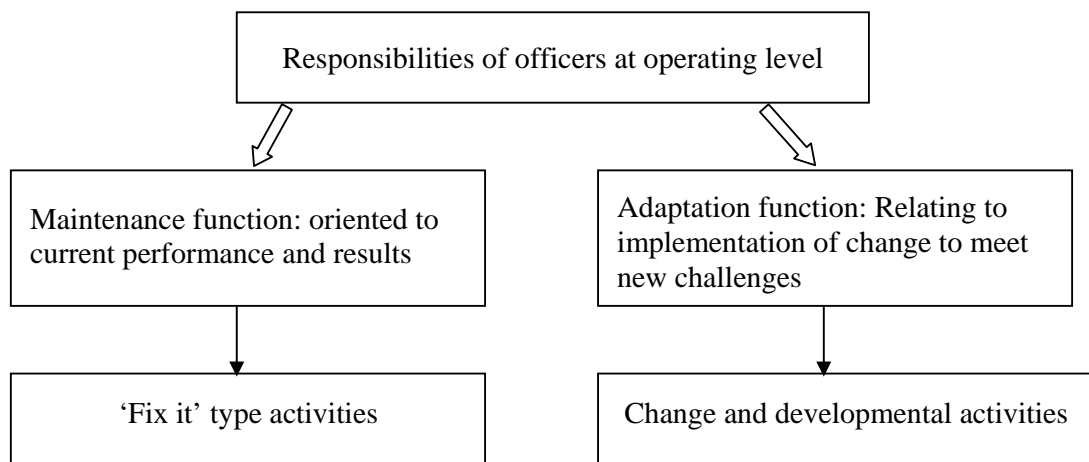 Responsibilities of officers at operating level
Maintenance function: oriented to
current performance and results
Adaptation function: Relating to
implementation of change to meet
new challenges
‘Fix it’ type activities
Change and developmental activities